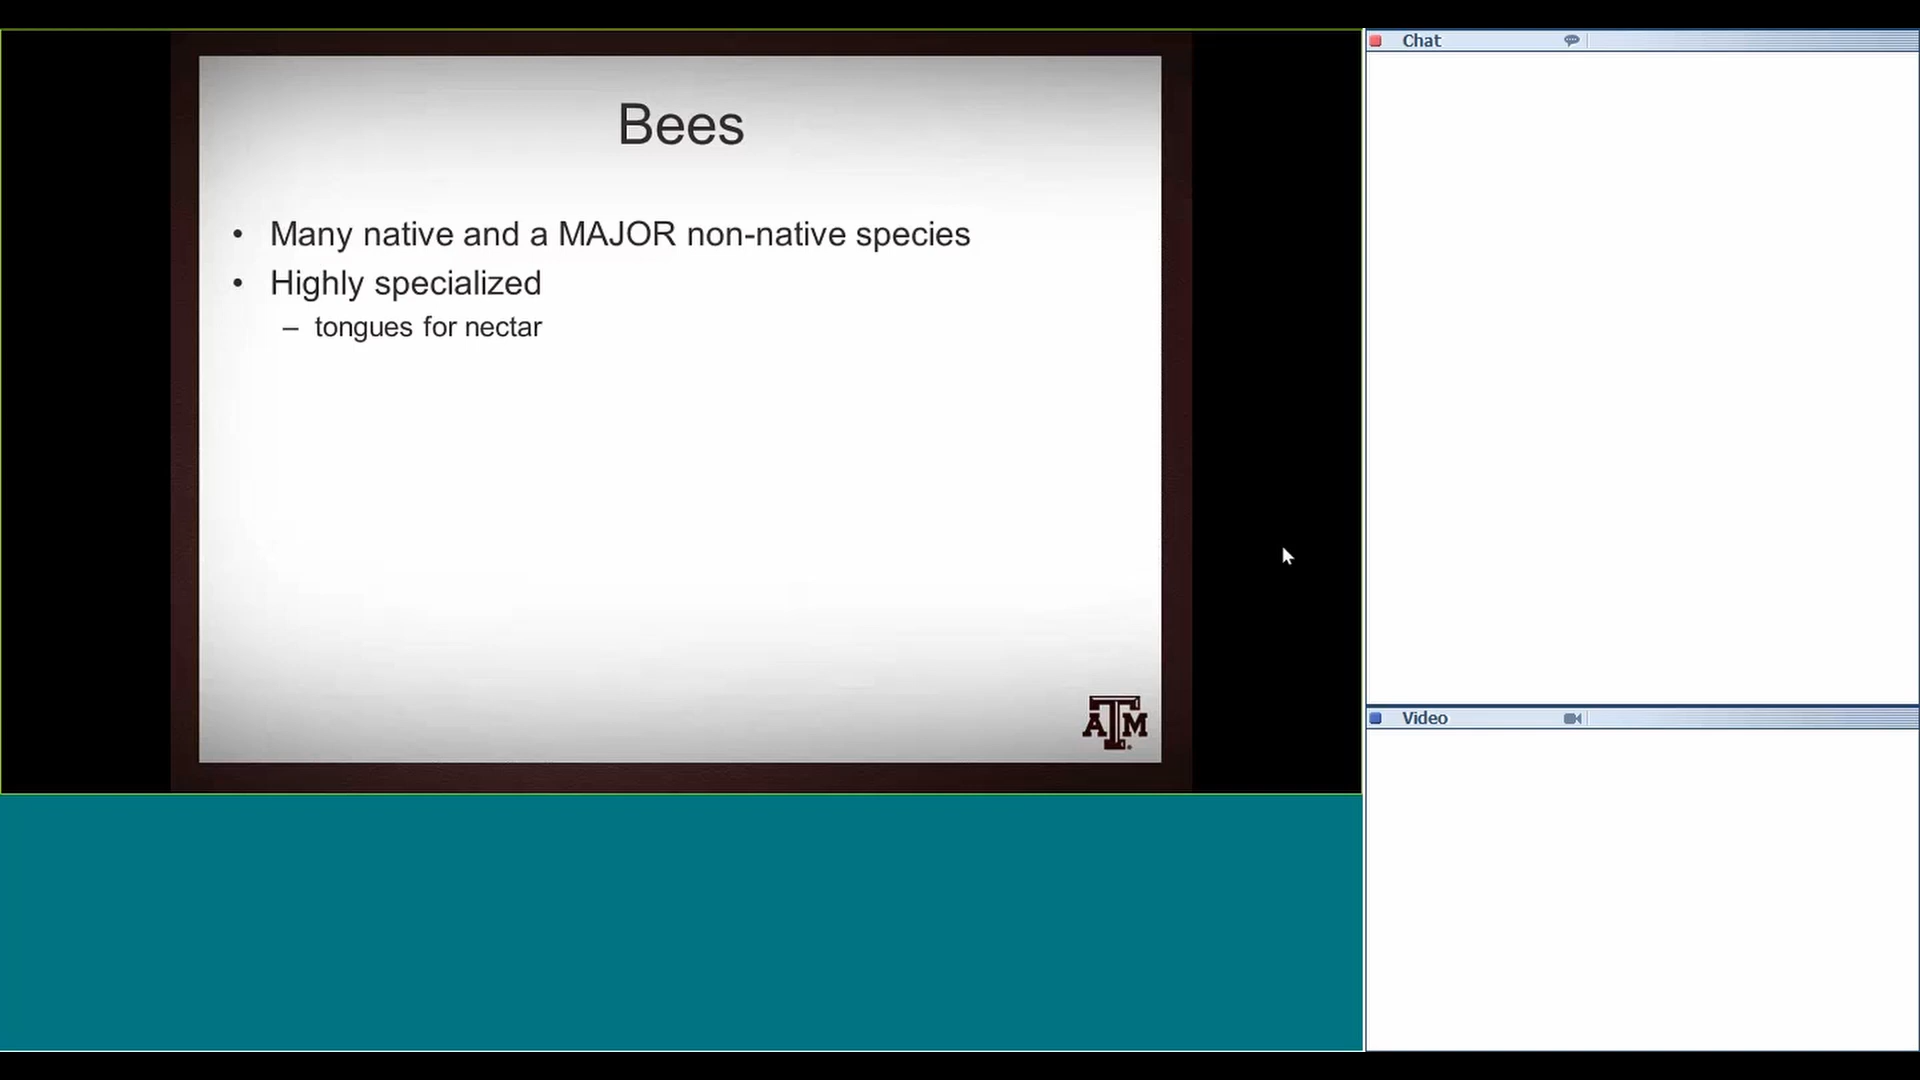 Bees
• Many native and a MAJOR non-native species
• Highly specialized
– tongues for nectar
ATM
Chat
Video